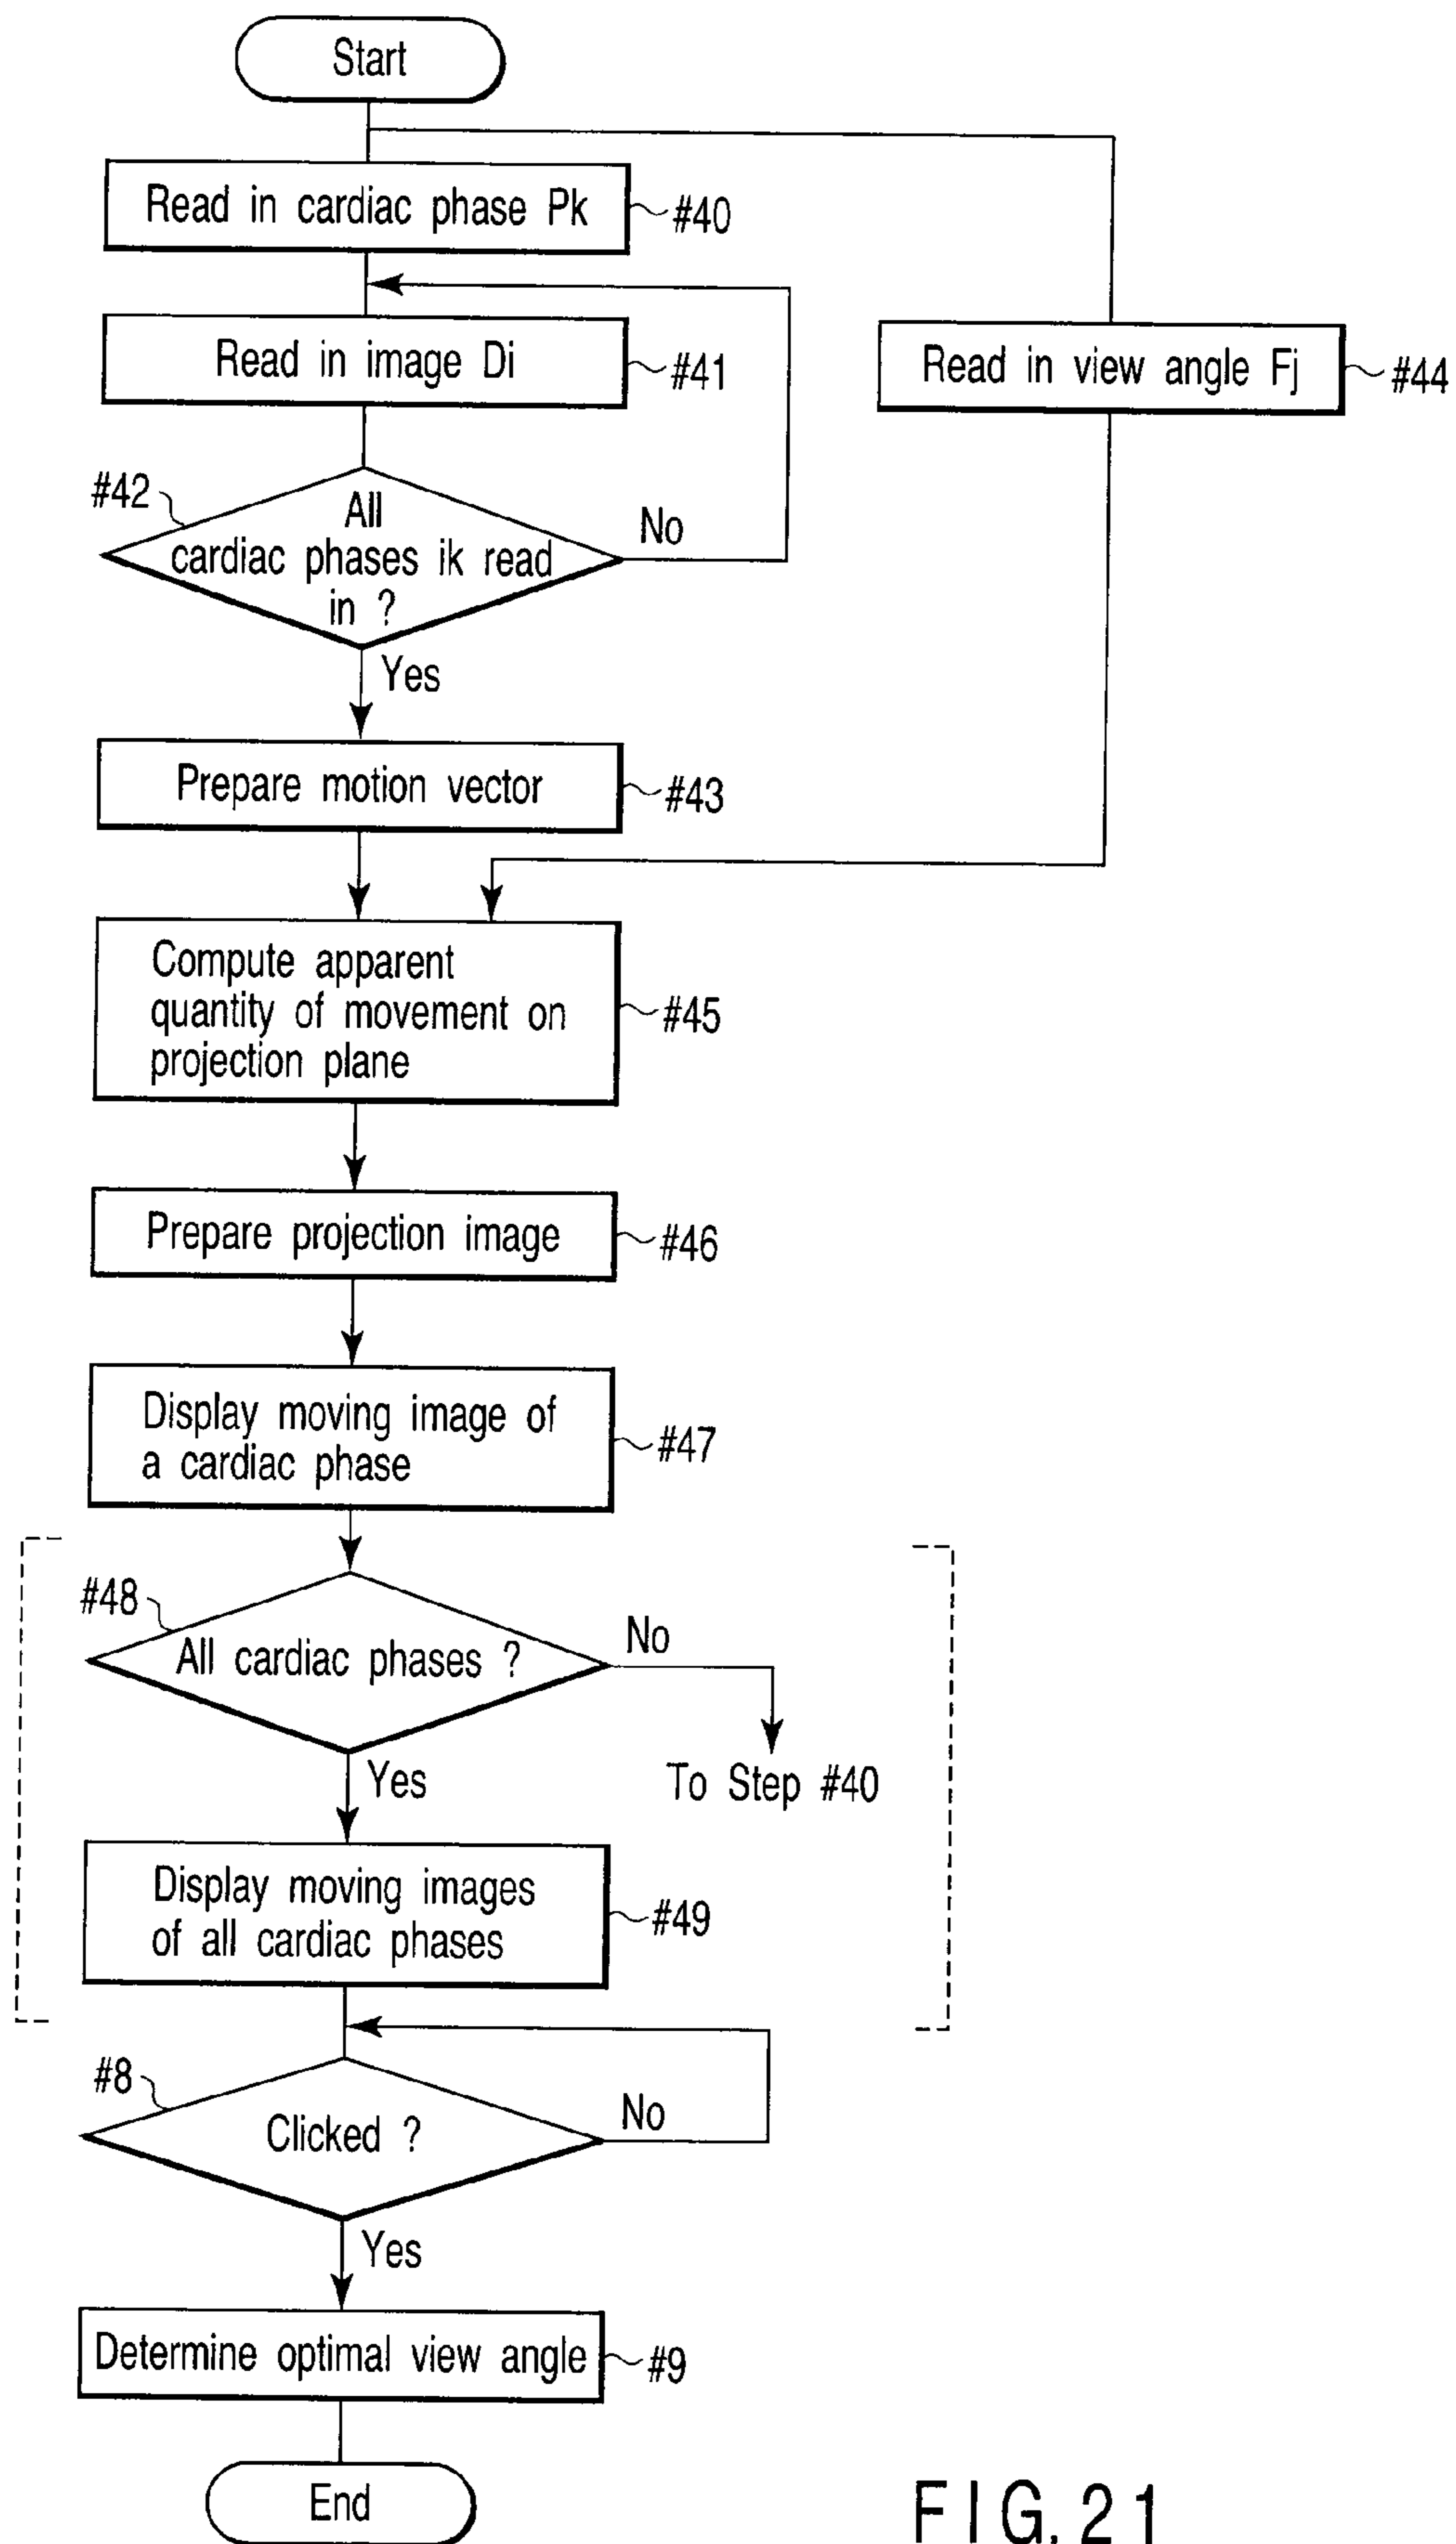 Start
Read in cardiac phase Pk
#40
Read in image Di
#41
Read in view angle Fj
#44
#42
All
cardiac phases ik read
in ?
No
Yes
Prepare motion vector
#43
Compute apparent
quantity of movement on
projection plane
#45
Prepare projection image
#46
Display moving image of
a cardiac phase
#47
#48
All cardiac phases ?
No
Yes
To Step #40
Display moving images
of all cardiac phases
#49
#8
Clicked ?
No
Yes
Determine optimal view angle
#9
End
FIG. 21